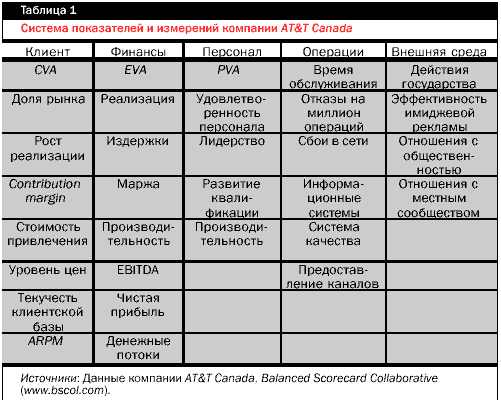 Таблица 1
Система показателей и измерений компании AT&T Canada
Клиент Финансы Персонал Операции Внешняя среда
CVA EVA PVA Время Действия
обслуживания государства
Доля рынка Реализация Удовлетво- Отказы на Эффективность
ренность миллион имиджевой
персонала операций рекламы
Рост Издержки Лидерство Сбои в сети Отношения с
реализации обществен-
ностью
Contribution Маржа Развитие Информа- Отношения с
margin квали- ционные местным
фикации системы сообществом
Стоимость Производи- Производи- Система
привлечения тельность тельность качества
Уровень цен EBITDA Предостав-
ление каналов
Текучесть Чистая
клиентской прибыль
базы
ARPM Денежные
потоки
Источники: Данные компании AT&T Canada, Balanced Scorecard Collaborative
(www.bscol.com).